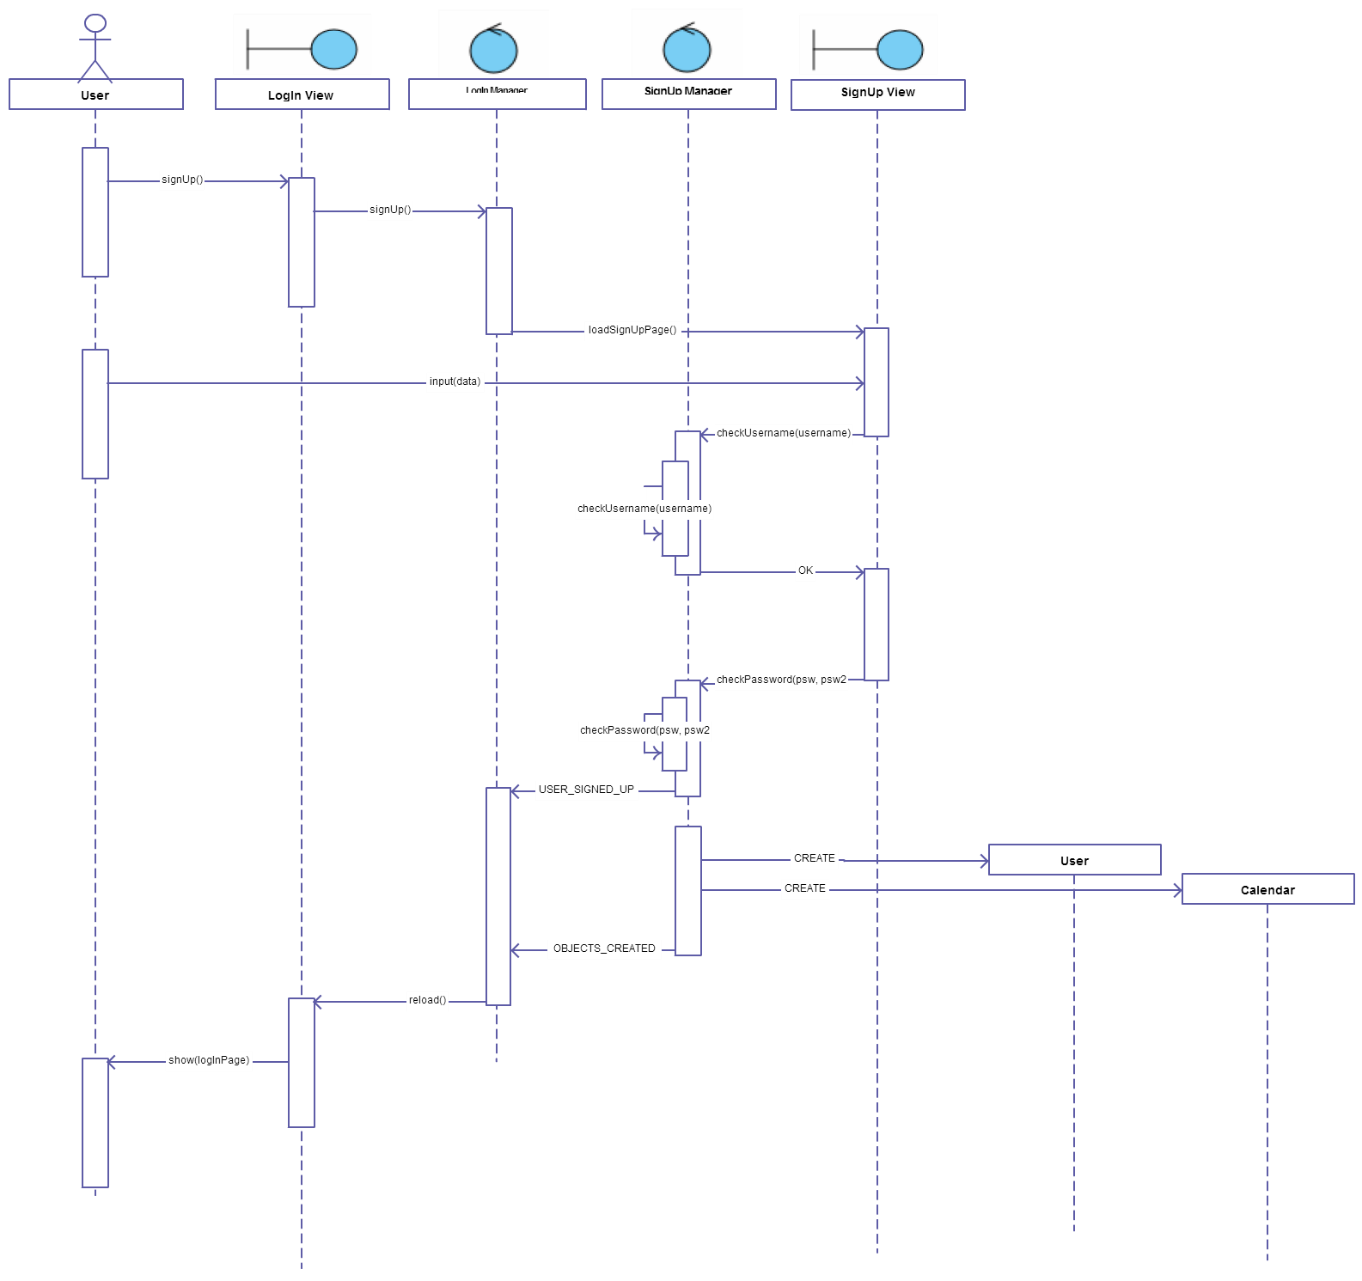 User
LogIn View
LogIn Manager
SignUp Manager
SignUp View
signUp()
signUp()
loadSignUpPage()
input(data)
checkUsername(username)
checkUsername(username)
OK
checkPassword(psw, psw2
checkPassword(psw, psw2
USER_SIGNED_UP
CREATE
User
CREATE
Calendar
OBJECTS_CREATED
reload()
show(logInPage)